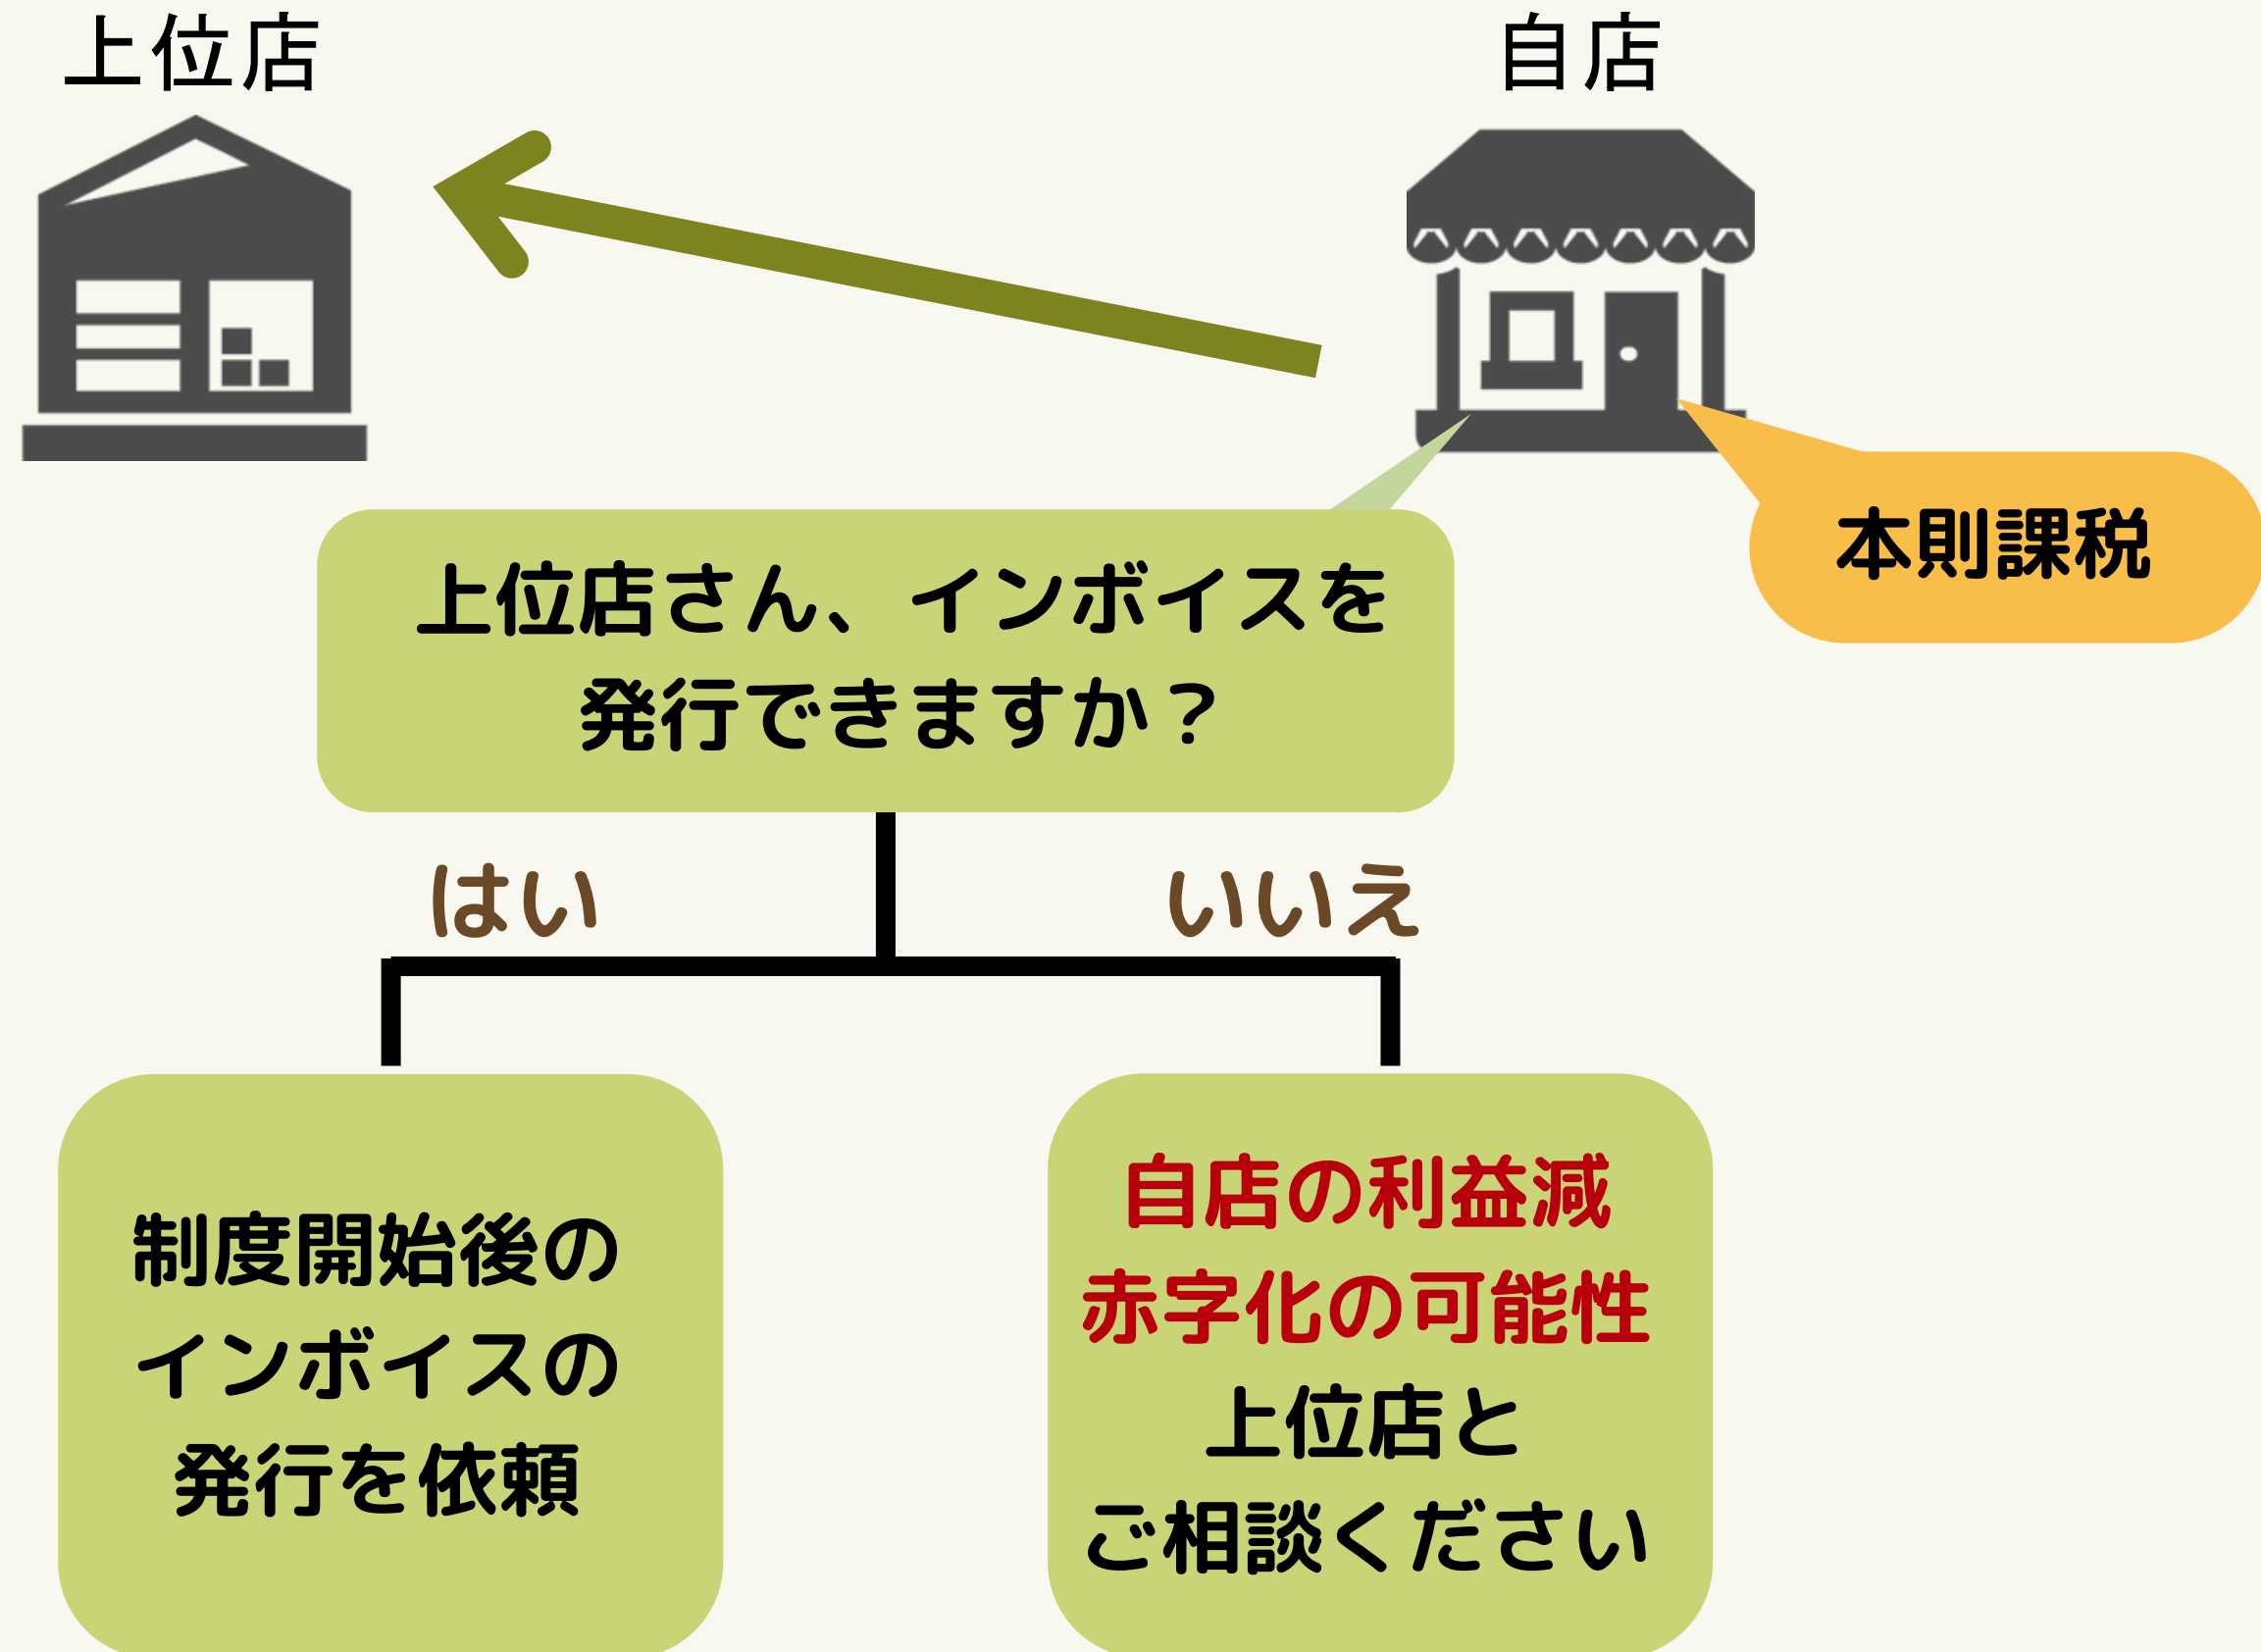 上位店
自店
本則課税
上位店さん、インボイスを
発行できますか？
はい
いいえ
制度開始後の
インボイスの
発行を依頼
自店の利益減
赤字化の可能性
上位店と
ご相談ください